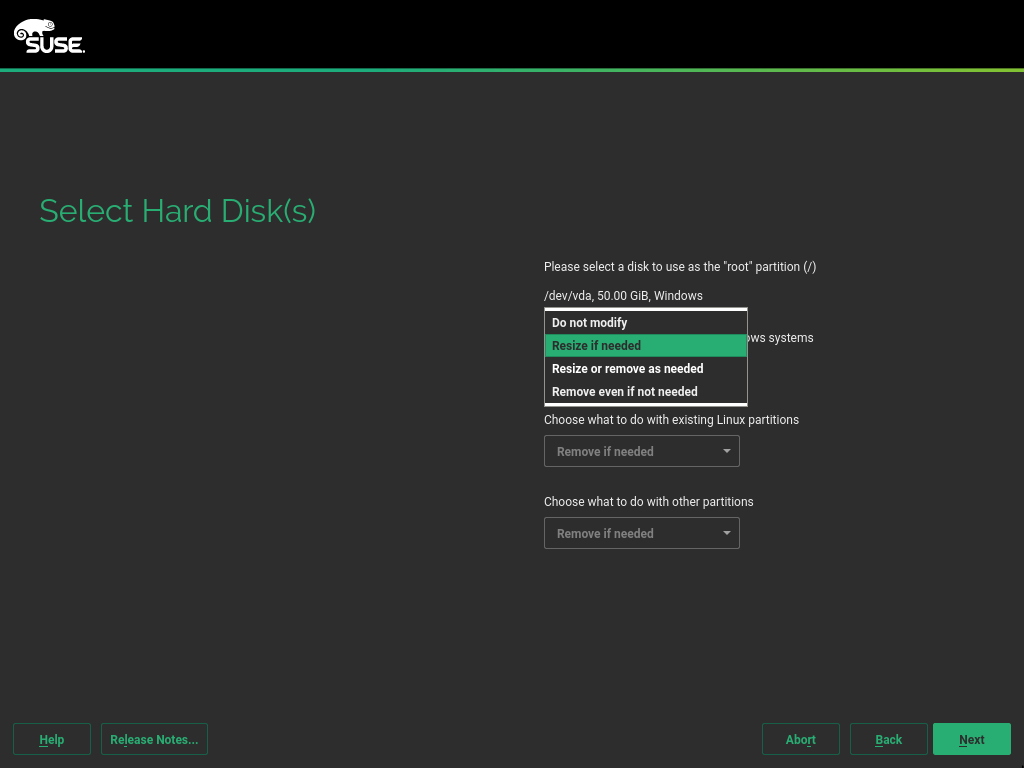 SUSE.
Select Hard Disk(s)
Please select a disk to use as the "root" partition (/)
/dev/vda, 50.00 GiB, Windows
Do not modify
systems
Resize if needed
Resize or remove as needed
Remove even if not needed
Choose what to do with existing Linux partitions
Remove if needed
Choose what to do with other partitions
Remove if needed
Help
Release Notes...
Abort
Back
Next